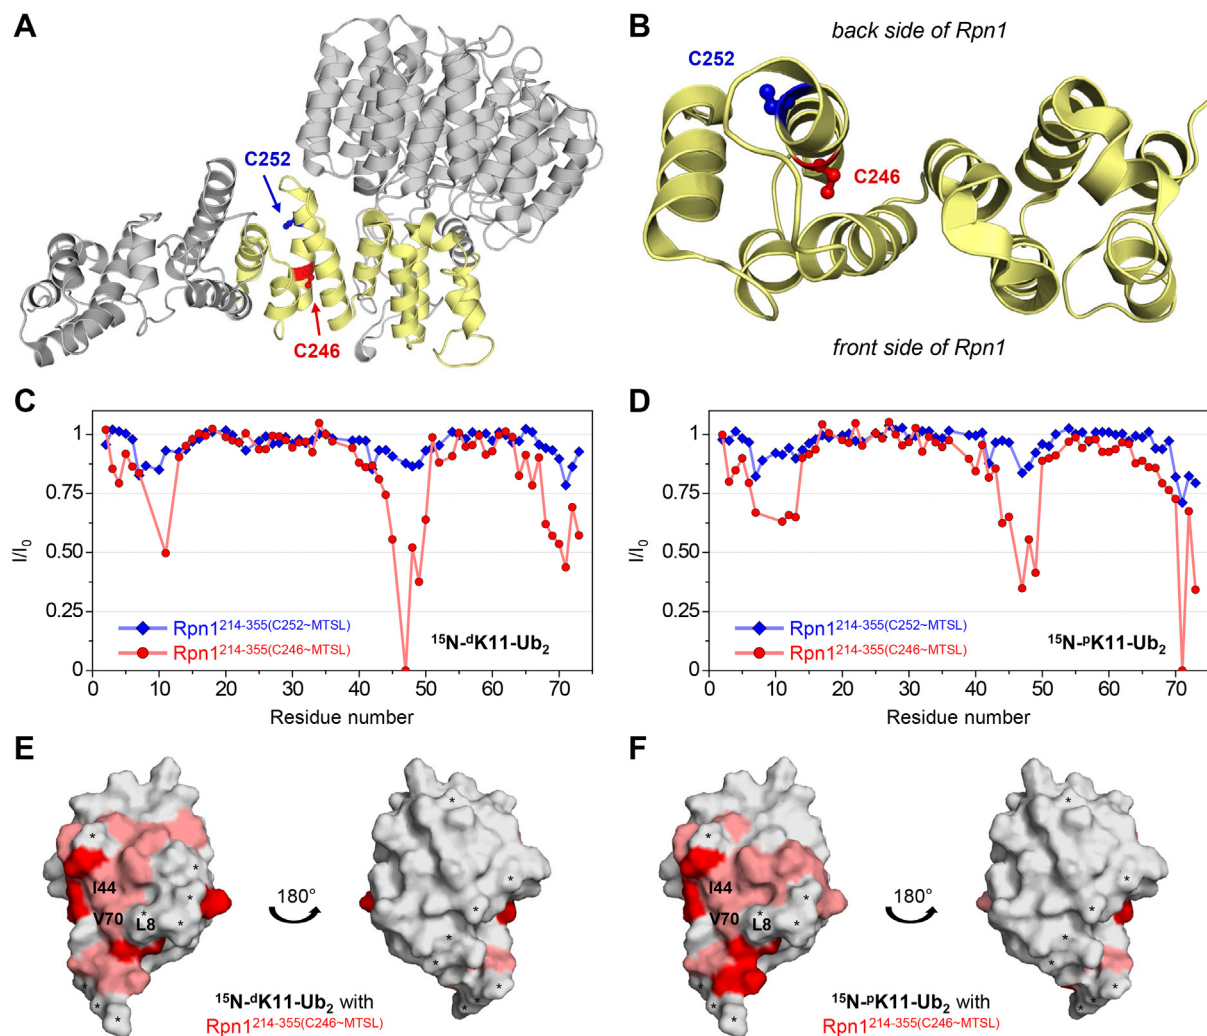 A
C252
C246
B
back side of Rpn1
C252
C246
front side of Rpn1
C
1
0.75
0.50
0.25
0
I/I₀
Rpn1²¹⁴⁻³⁵⁵⁽ᶜ²⁵²~ᴹᵀˢᴸ⁾
Rpn1²¹⁴⁻³⁵⁵⁽ᶜ²⁴⁶~ᴹᵀˢᴸ⁾
¹⁵N-ᵈK11-Ub₂
0 10 20 30 40 50 60 70
Residue number
D
1
0.75
0.50
0.25
0
I/I₀
Rpn1²¹⁴⁻³⁵⁵⁽ᶜ²⁵²~ᴹᵀˢᴸ⁾
Rpn1²¹⁴⁻³⁵⁵⁽ᶜ²⁴⁶~ᴹᵀˢᴸ⁾
¹⁵N-ᵖK11-Ub₂
0 10 20 30 40 50 60 70
Residue number
E
* * * * * * * *
I44
V70 L8
180°
* * * * * * * *
¹⁵N-ᵈK11-Ub₂ with
Rpn1²¹⁴⁻³⁵⁵⁽ᶜ²⁴⁶~ᴹᵀˢᴸ⁾
F
* * * * * * *
I44
V70 L8
180°
* * * * * * * *
¹⁵N-ᵖK11-Ub₂ with
Rpn1²¹⁴⁻³⁵⁵⁽ᶜ²⁴⁶~ᴹᵀˢᴸ⁾